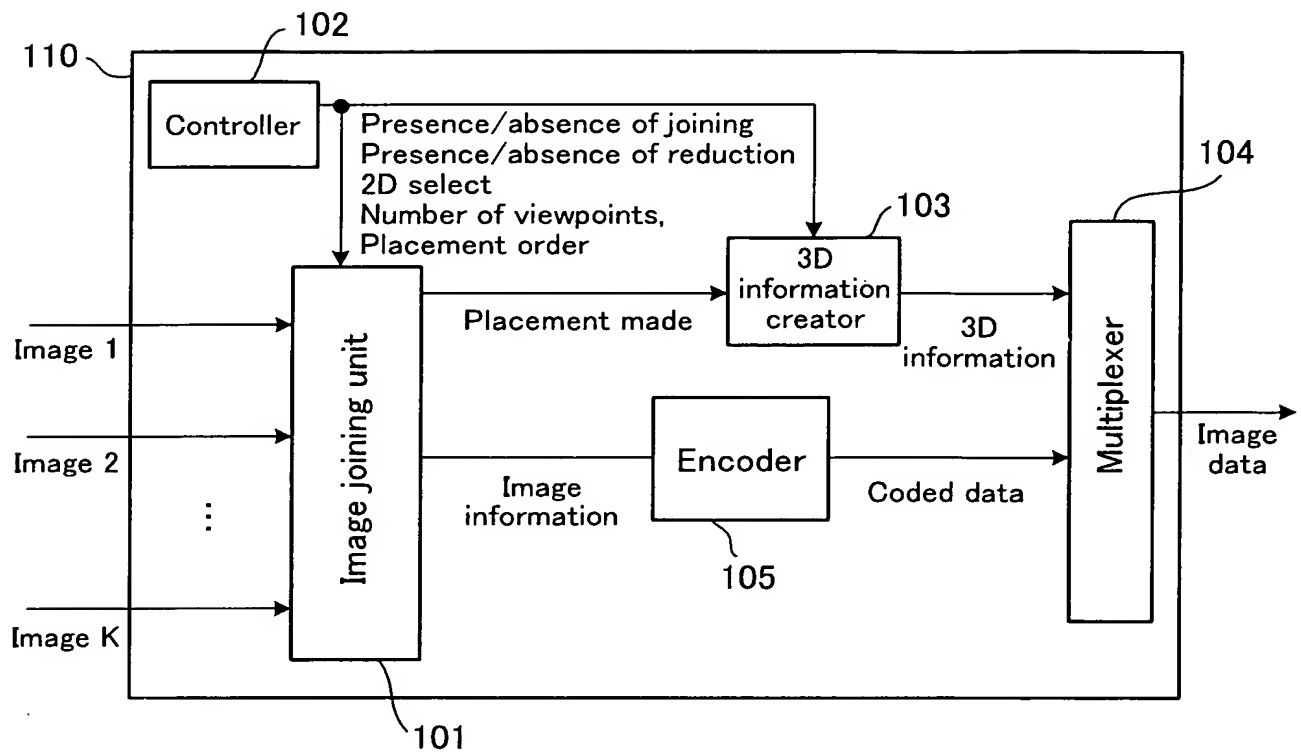 102
110
Controller
Presence/absence of joining
Presence/absence of reduction
2D select
Number of viewpoints,
Placement order
104
103
3D
information
creator
Placement made
3D
information
Image 1
Image 2
...
Image K
Image joining unit
Image
information
Encoder
105
Coded data
Multiplexer
Image
data
101